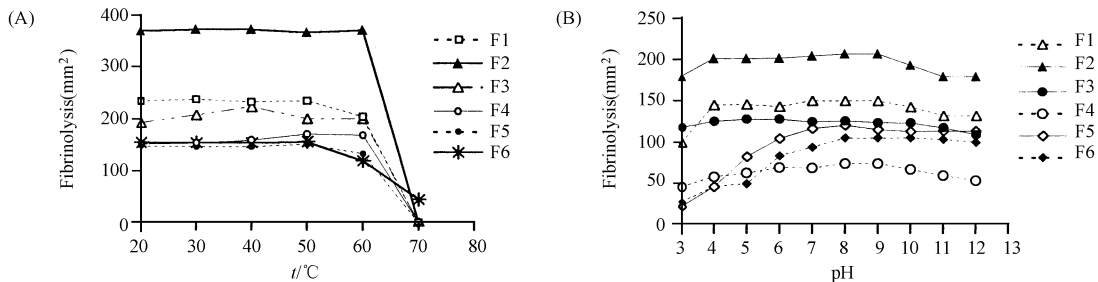 (A)
Fibrinolysis(mm²)
400
300
200
100
0
20 30 40 50 60 70 80
t/℃
F1
F2
F3
F4
F5
F6
(B)
Fibrinolysis(mm²)
250
200
150
100
50
0
3 4 5 6 7 8 9 10 11 12 13
pH
F1
F2
F3
F4
F5
F6